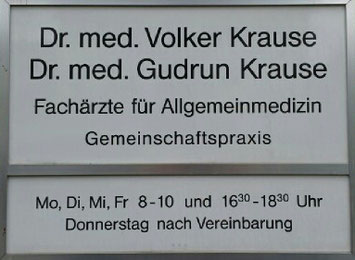 Dr. med. Volker Krause
Dr. med. Gudrun Krause
Fachärzte für Allgemeinmedizin
Gemeinschaftspraxis
Mo, Di, Mi, Fr 8-10 und 16³⁰-18³⁰ Uhr
Donnerstag nach Vereinbarung